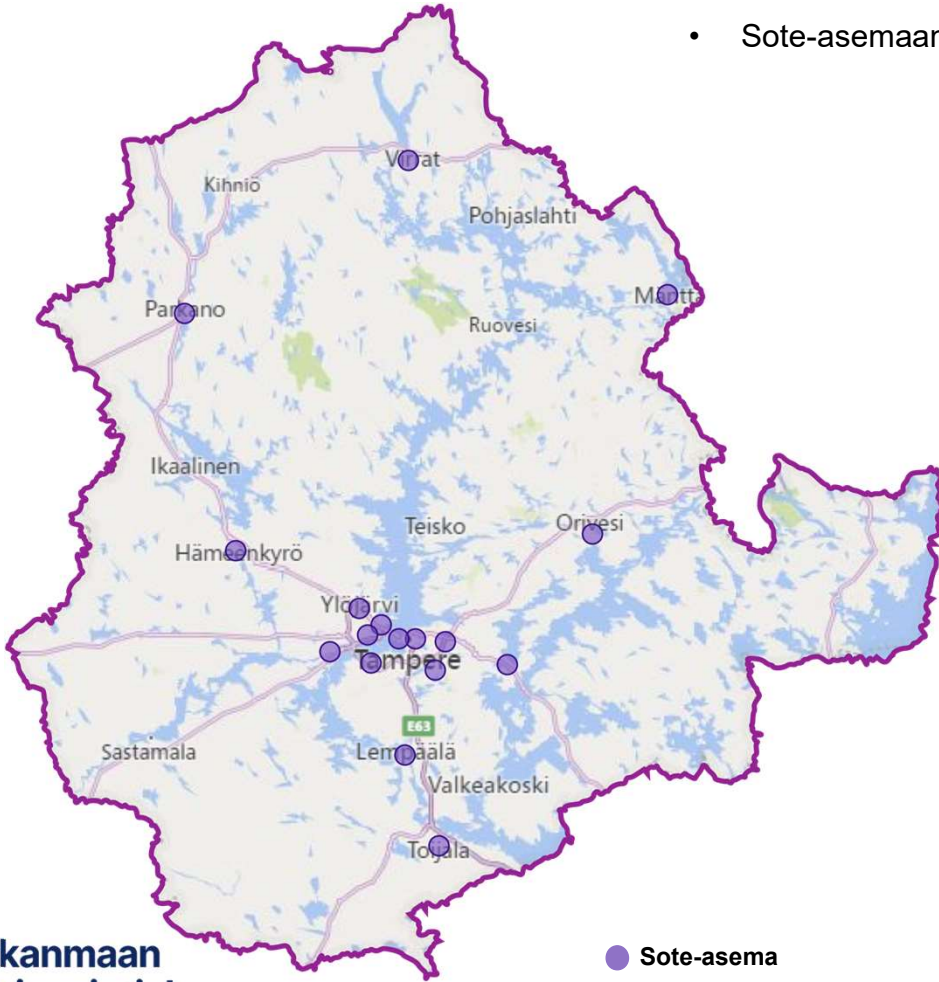 • Sote-asemaan
Virrat
Kihniö
Pohjaslahti
Mänttä
Parkano
Ruovesi
Ikaalinen
Teisko
Orivesi
Hämeenkyrö
Ylöjärvi
Tampere
E63
Sastamala
Lempäälä
Valkeakoski
Toijala
kanmaan
Sote-asema